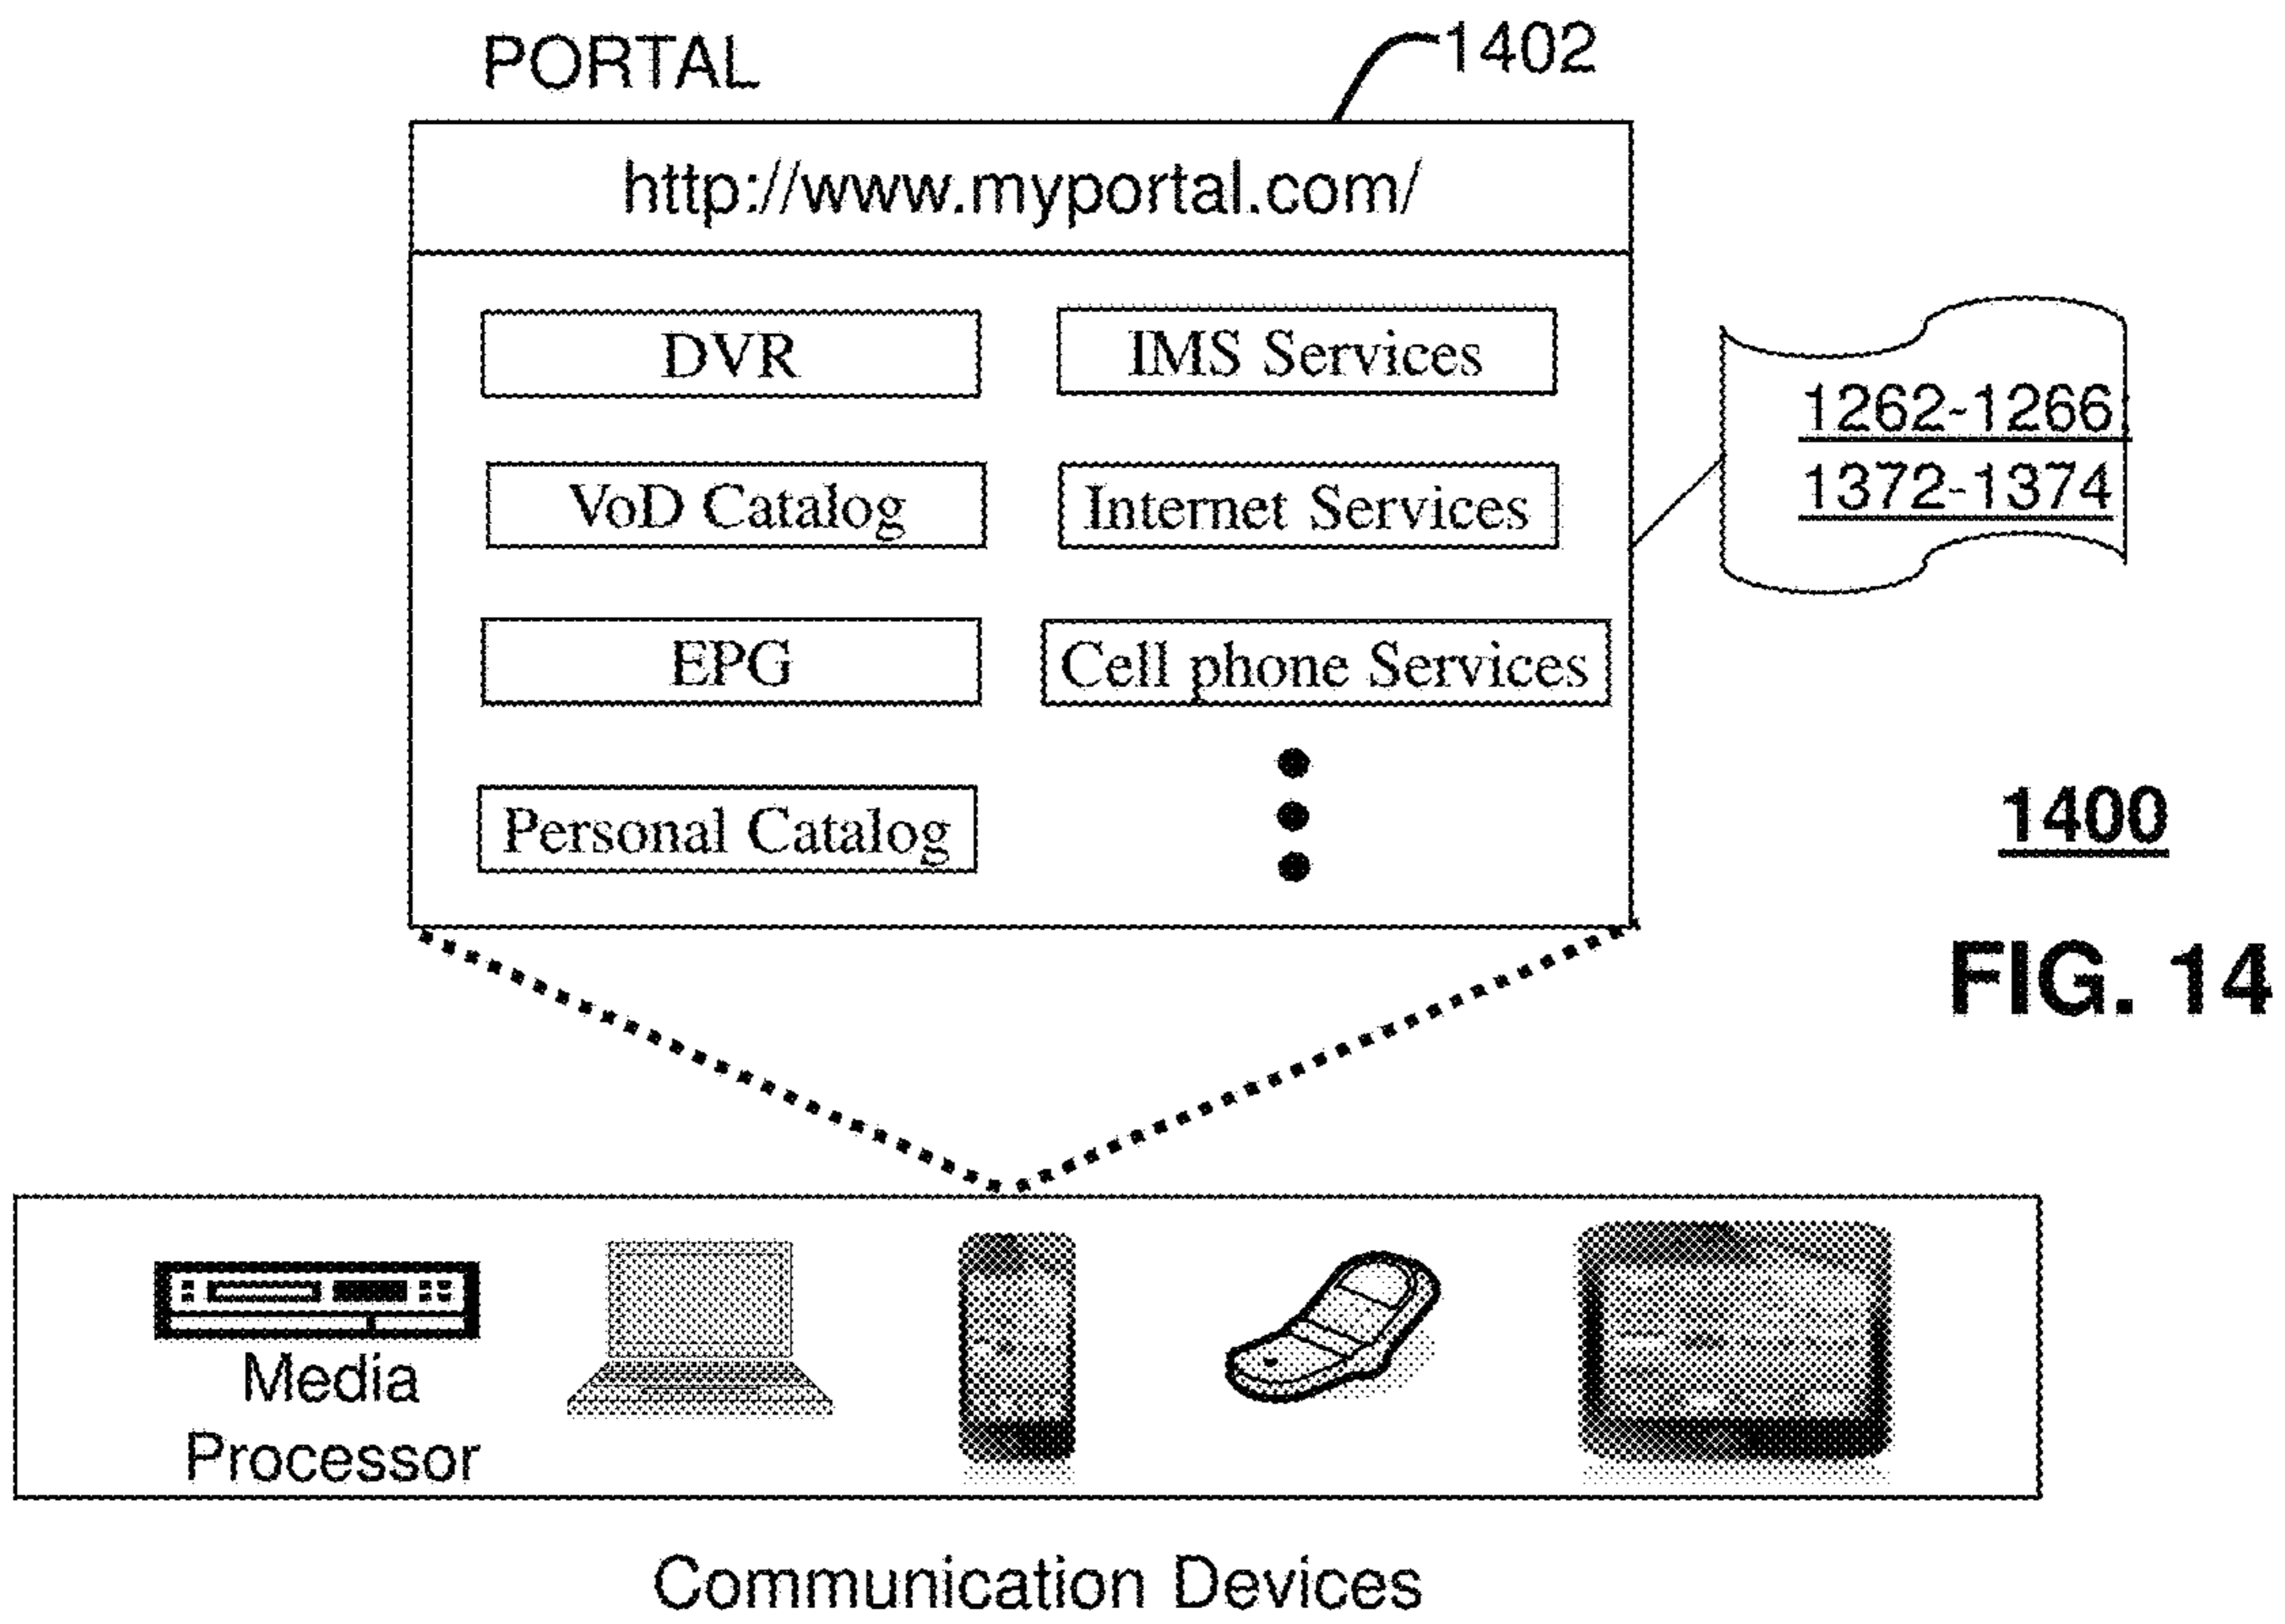 PORTAL
1402
http://www.myportal.com/
DVR
IMS Services
VoD Catalog
Internet Services
EPG
Cell phone Services
Personal Catalog
1262-1266
1372-1374
1400
FIG. 14
Media
Processor
Communication Devices